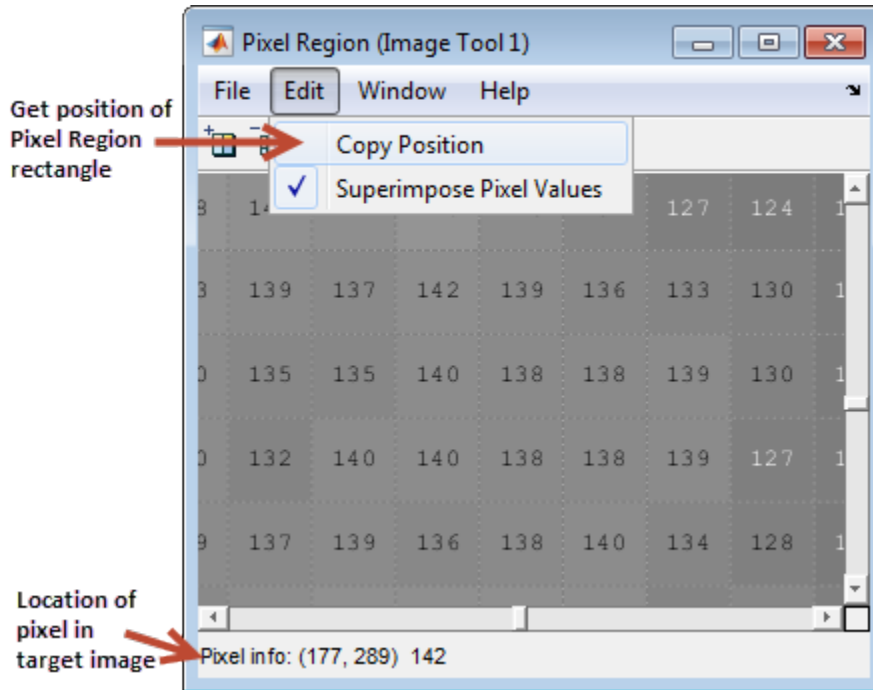 Pixel Region (Image Tool 1)
File Edit Window Help
Get position of
Pixel Region
rectangle
Copy Position
Superimpose Pixel Values
127 124
139 137 142 139 136 133 130
135 135 140 138 138 139 130
132 140 140 138 138 139 127
137 139 136 138 140 134 128
Location of
pixel in
target image
Pixel info: (177, 289) 142